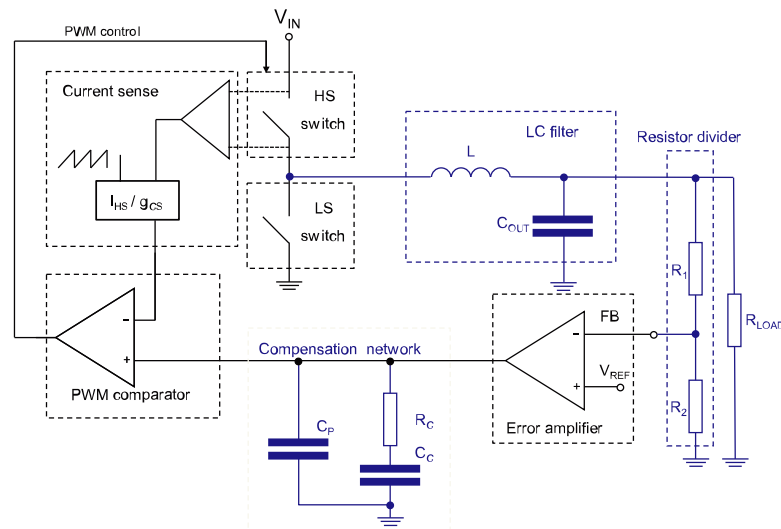 PWM control
V_IN
Current sense
HS
switch
LC filter
Resistor divider
L
I_HS / g_CS
LS
switch
C_OUT
R_1
-
+
PWM comparator
Compensation network
FB
-
V_REF
+
Error amplifier
R_LOAD
R_2
C_P
R_C
C_C